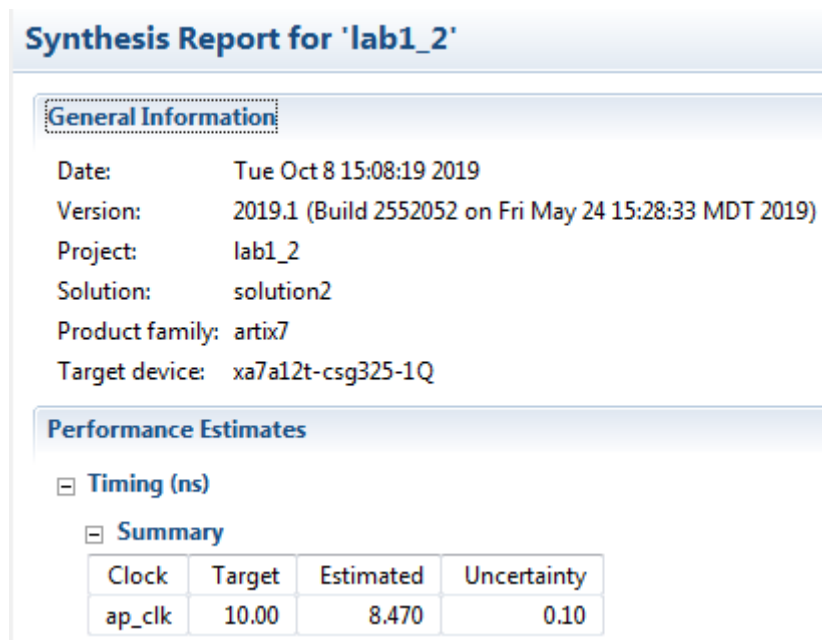 Synthesis Report for 'lab1_2'
General Information
Date: Tue Oct 8 15:08:19 2019
Version: 2019.1 (Build 2552052 on Fri May 24 15:28:33 MDT 2019)
Project: lab1_2
Solution: solution2
Product family: artix7
Target device: xa7a12t-csg325-1Q
Performance Estimates
Timing (ns)
Summary
Clock Target Estimated Uncertainty
ap_clk 10.00 8.470 0.10